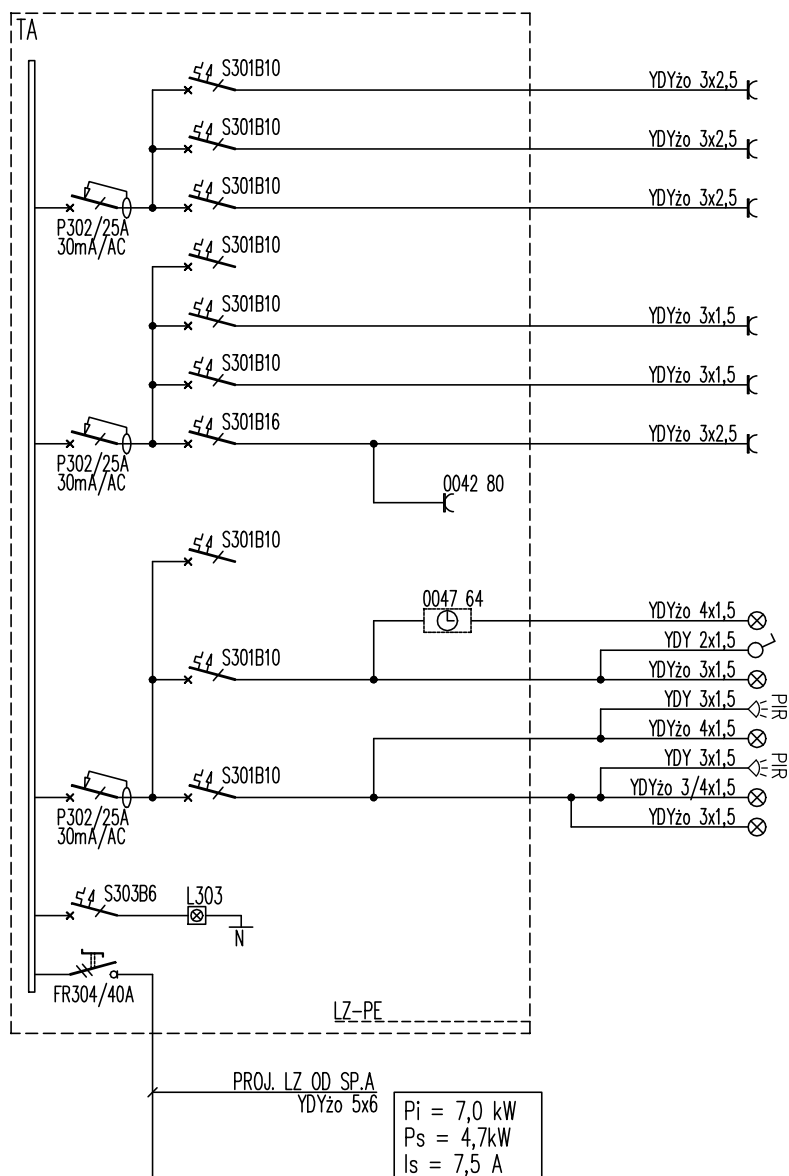 TA
S301B10
YDYżo 3x2,5
S301B10
YDYżo 3x2,5
S301B10
YDYżo 3x2,5
P302/25A
30mA/AC
S301B10
S301B10
YDYżo 3x1,5
S301B10
YDYżo 3x1,5
S301B16
YDYżo 3x2,5
P302/25A
30mA/AC
0042 80
S301B10
0047 64
YDYżo 4x1,5
YDY 2x1,5
S301B10
YDYżo 3x1,5
YDY 3x1,5
PIR
YDYżo 4x1,5
YDY 3x1,5
PIR
S301B10
YDYżo 3/4x1,5
P302/25A
30mA/AC
YDYżo 3x1,5
S303B6
L303
N
FR304/40A
LZ-PE
PROJ. LZ OD SP.A
YDYżo 5x6
Pi = 7,0 kW
Ps = 4,7kW
Is = 7,5 A